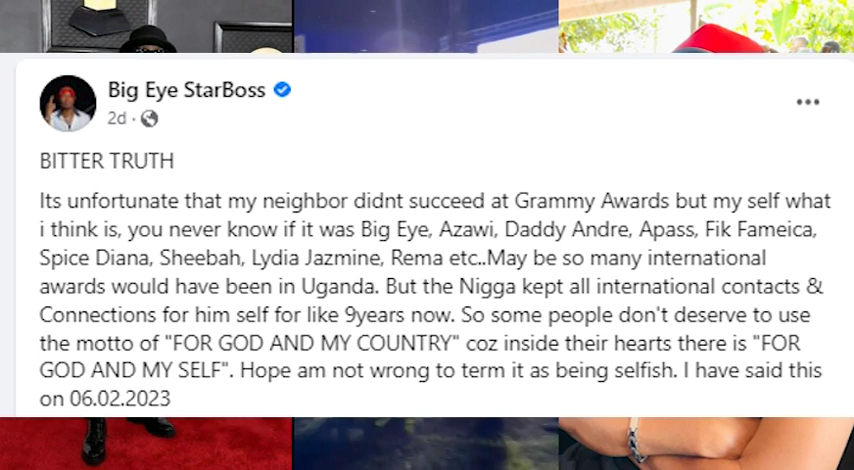 Big Eye StarBoss
2d ·
BITTER TRUTH
Its unfortunate that my neighbor didnt succeed at Grammy Awards but my self what
i think is, you never know if it was Big Eye, Azawi, Daddy Andre, Apass, Fik Fameica,
Spice Diana, Sheebah, Lydia Jazmine, Rema etc..May be so many international
awards would have been in Uganda. But the Nigga kept all international contacts &
Connections for him self for like 9years now. So some people don't deserve to use
the motto of "FOR GOD AND MY COUNTRY" coz inside their hearts there is "FOR
GOD AND MY SELF". Hope am not wrong to term it as being selfish. I have said this
on 06.02.2023